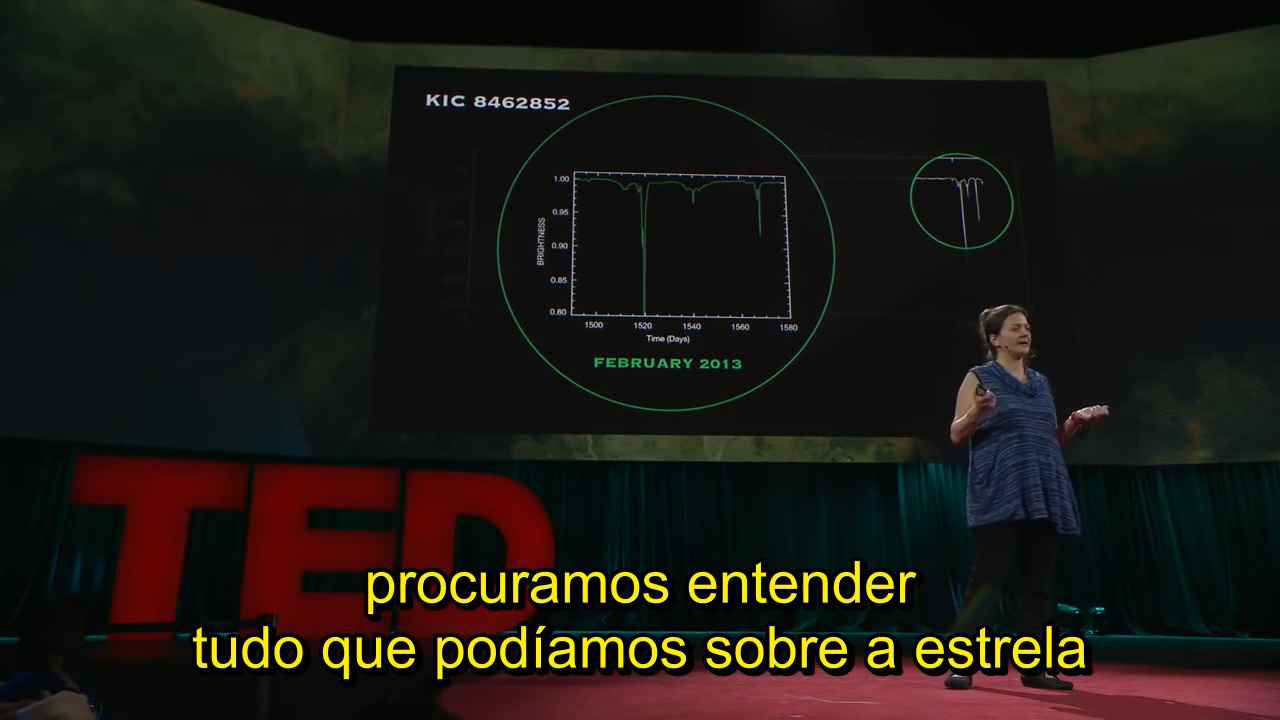 KIC 8462852
1.00
0.95
0.90
0.85
0.80
BRIGHTNESS
1500 1520 1540 1560 1580
Time (Days)
FEBRUARY 2013
TED
procuramos entender
tudo que podíamos sobre a estrela